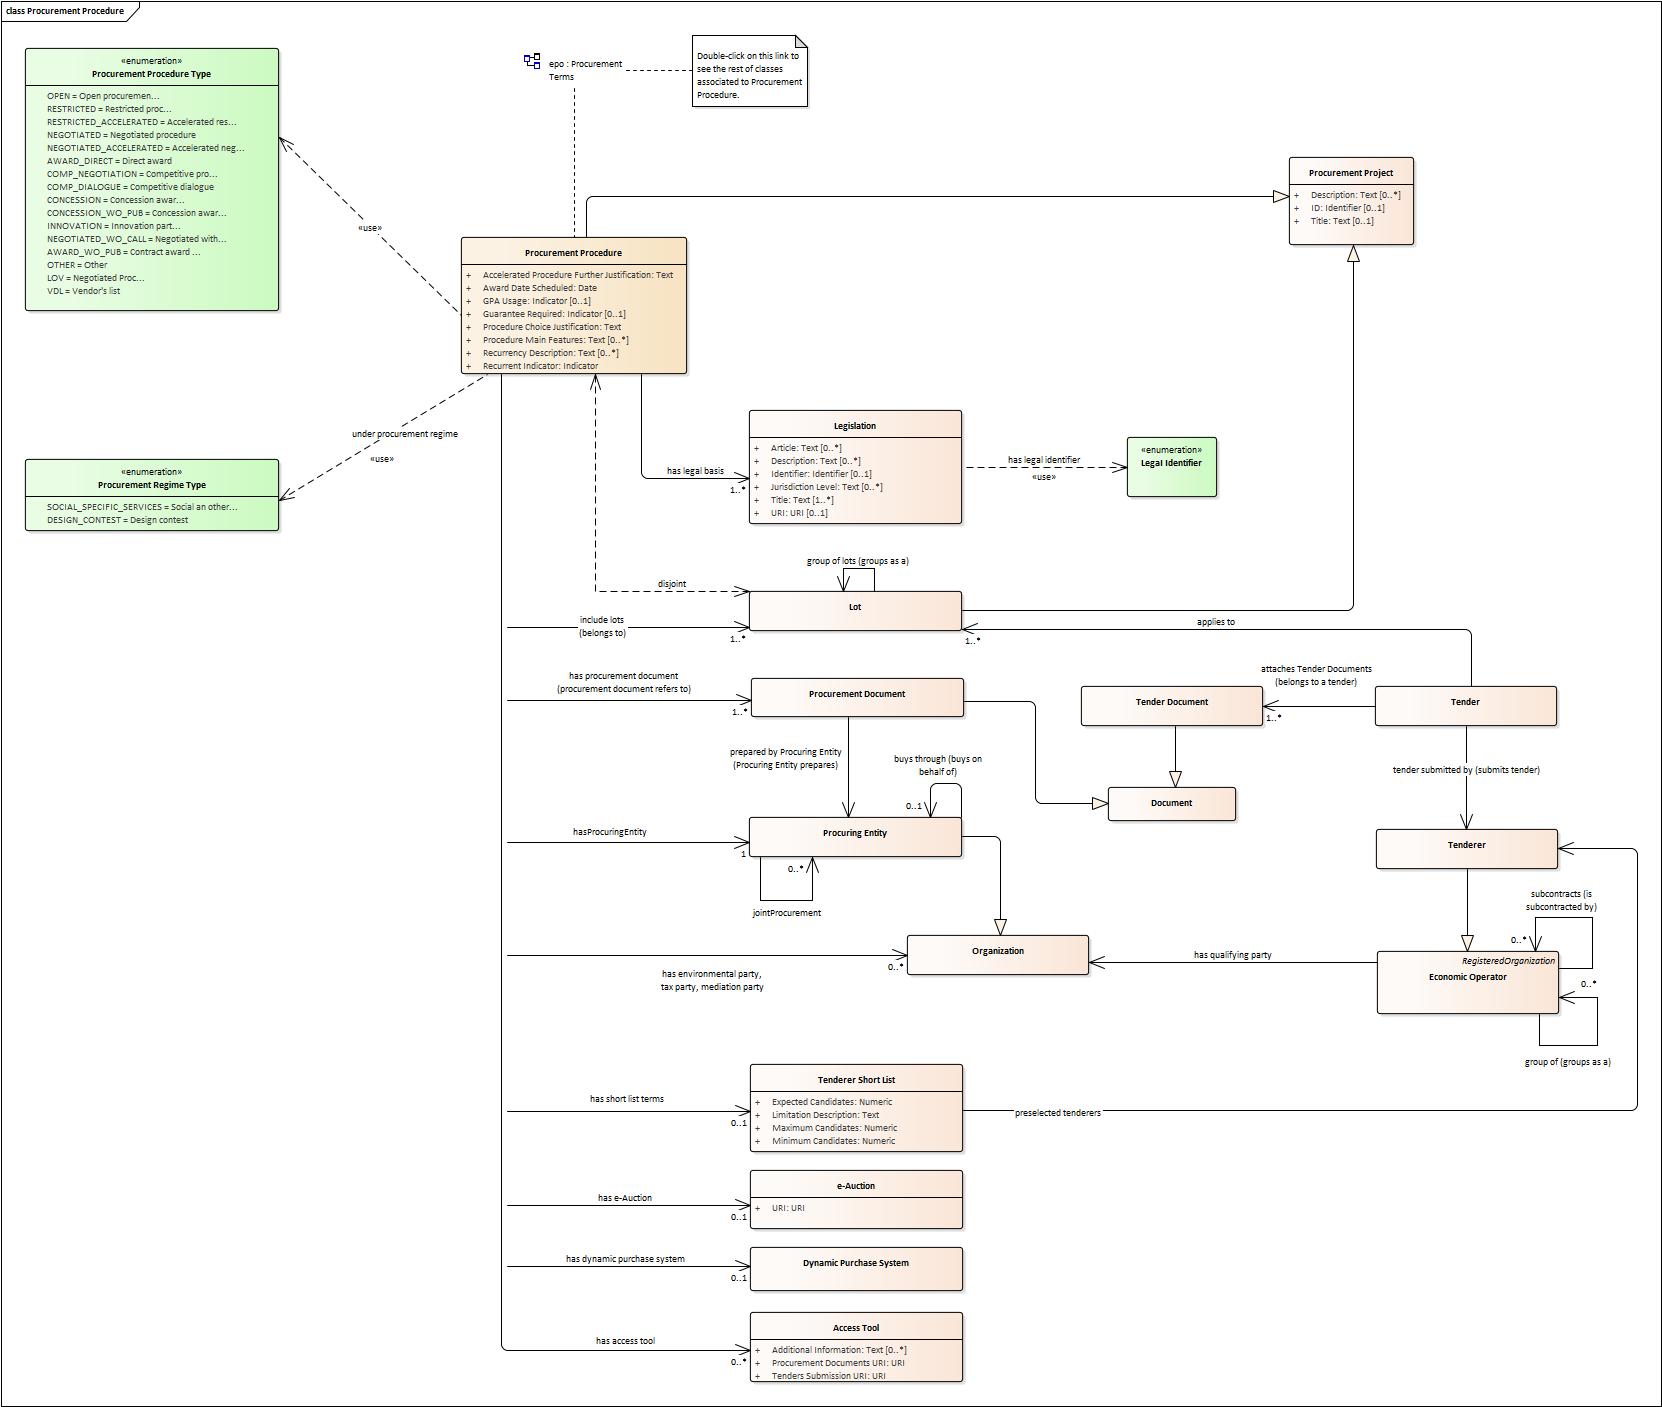 class Procurement Procedure
«enumeration»
Procurement Procedure Type
OPEN = Open procuremen...
RESTRICTED = Restricted proc...
RESTRICTED_ACCELERATED = Accelerated res...
NEGOTIATED = Negotiated procedure
NEGOTIATED_ACCELERATED = Accelerated neg...
AWARD_DIRECT = Direct award
COMP_NEGOTIATION = Competitive pro...
COMP_DIALOGUE = Competitive dialogue
CONCESSION = Concession awar...
CONCESSION_WO_PUB = Concession awar...
INNOVATION = Innovation part...
NEGOTIATED_WO_CALL = Negotiated with...
AWARD_WO_PUB = Contract award ...
OTHER = Other
LOV = Negotiated Proc...
VDL = Vendor's list
epo : Procurement
Terms
Double-click on this link to
see the rest of classes
associated to Procurement
Procedure.
Procurement Project
+ Description: Text [0..*]
+ ID: Identifier [0..1]
+ Title: Text [0..1]
«use»
Procurement Procedure
+ Accelerated Procedure Further Justification: Text
+ Award Date Scheduled: Date
+ GPA Usage: Indicator [0..1]
+ Guarantee Required: Indicator [0..1]
+ Procedure Choice Justification: Text
+ Procedure Main Features: Text [0..*]
+ Recurrency Description: Text [0..*]
+ Recurrent Indicator: Indicator
under procurement regime
«use»
«enumeration»
Procurement Regime Type
SOCIAL_SPECIFIC_SERVICES = Social an other...
DESIGN_CONTEST = Design contest
has legal basis
1..*
Legislation
+ Article: Text [0..*]
+ Description: Text [0..*]
+ Identifier: Identifier [0..1]
+ Jurisdiction Level: Text [0..*]
+ Title: Text [1..*]
+ URI: URI [0..1]
has legal identifier
«use»
«enumeration»
Legal Identifier
group of lots (groups as a)
disjoint
Lot
include lots
(belongs to)
1..*
1..*
applies to
has procurement document
(procurement document refers to)
1..*
Procurement Document
Tender Document
attaches Tender Documents
(belongs to a tender)
1..*
Tender
prepared by Procuring Entity
(Procuring Entity prepares)
buys through (buys on
behalf of)
0..1
tender submitted by (submits tender)
Document
hasProcuringEntity
1
Procuring Entity
0..*
jointProcurement
Tenderer
subcontracts (is
subcontracted by)
0..*
has environmental party,
tax party, mediation party
0..*
Organization
has qualifying party
RegisteredOrganization
Economic Operator
0..*
group of (groups as a)
has short list terms
0..1
Tenderer Short List
+ Expected Candidates: Numeric
+ Limitation Description: Text
+ Maximum Candidates: Numeric
+ Minimum Candidates: Numeric
preselected tenderers
has e-Auction
0..1
e-Auction
+ URI: URI
has dynamic purchase system
0..1
Dynamic Purchase System
has access tool
0..*
Access Tool
+ Additional Information: Text [0..*]
+ Procurement Documents URI: URI
+ Tenders Submission URI: URI